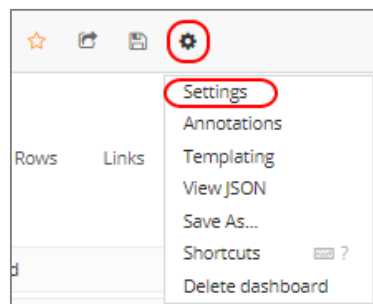 Settings
Annotations
Rows Links Templating
View JSON
Save As...
Shortcuts ?
d Delete dashboard